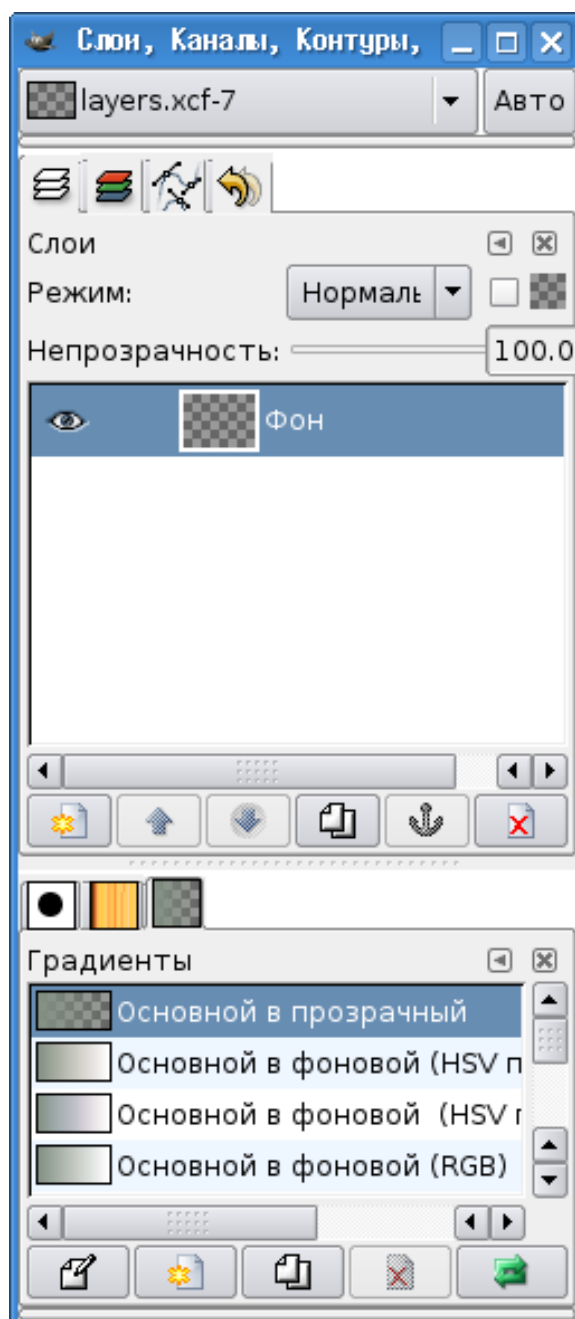 Слои, Каналы, Контуры,
layers.xcf-7
Авто
Слои
Режим:
Нормаль
Непрозрачность:
100.0
Фон
Градиенты
Основной в прозрачный
Основной в фоновой (HSV п
Основной в фоновой (HSV г
Основной в фоновой (RGB)